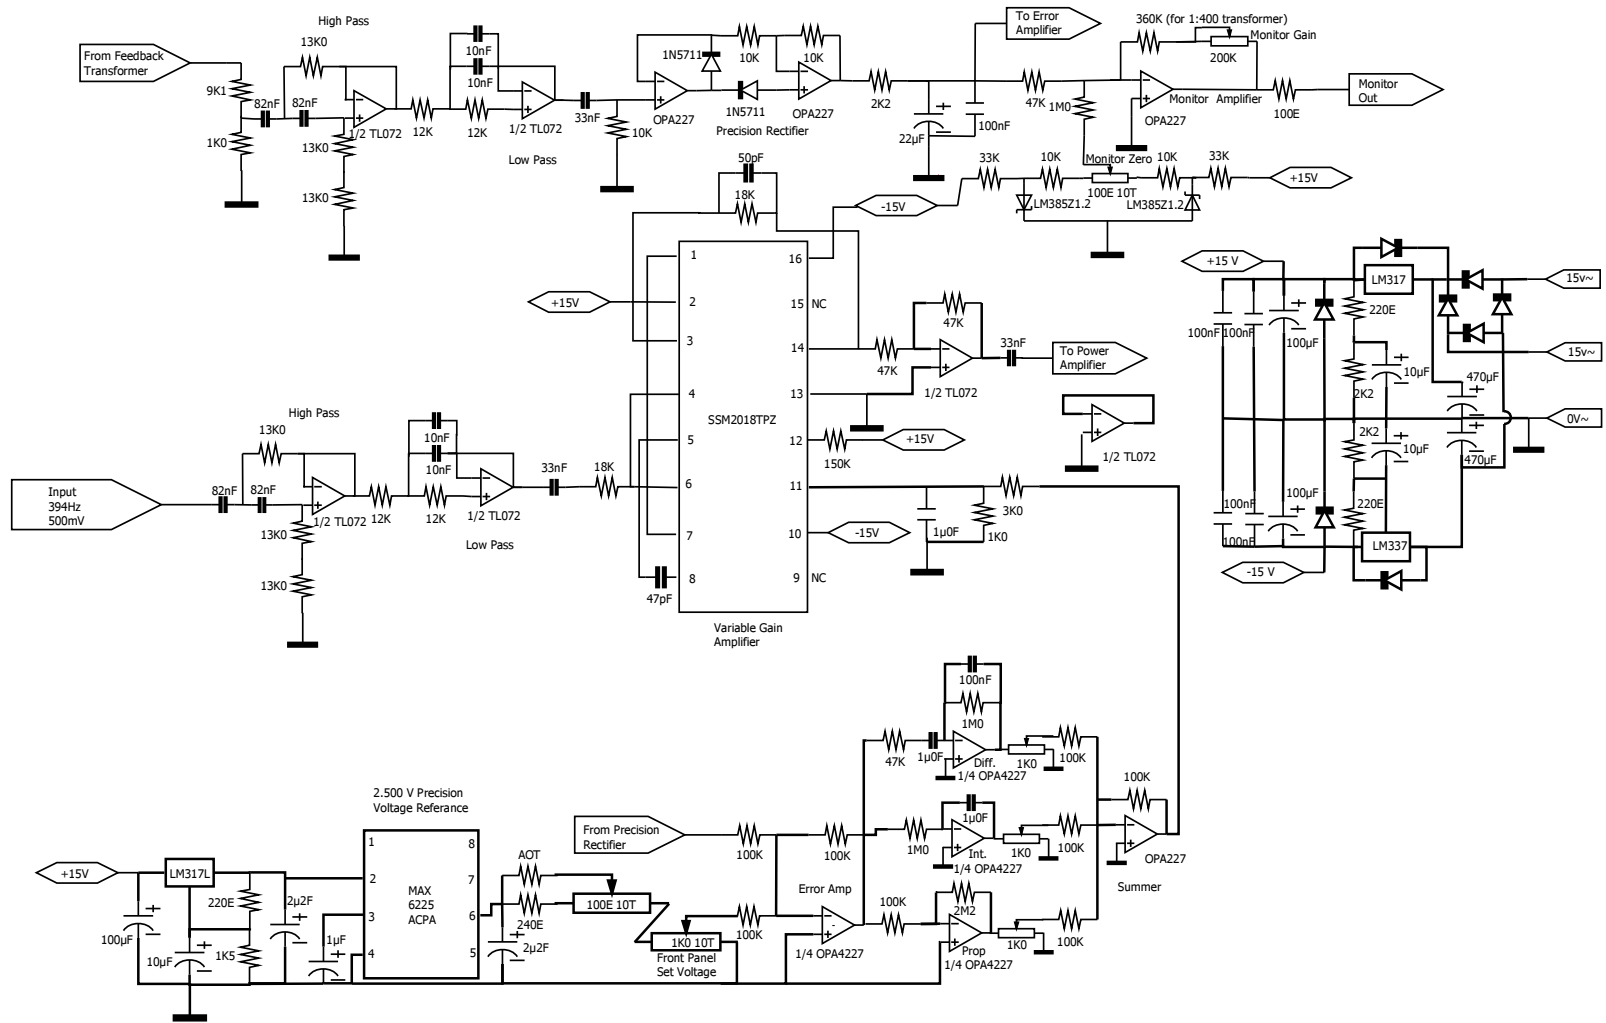 High Pass
13K0
From Feedback
Transformer
9K1
82nF
82nF
1K0
13K0
13K0
1/2 TL072
12K
10nF
10nF
12K
1/2 TL072
Low Pass
33nF
10K
OPA227
1N5711
1N5711
10K
10K
OPA227
Precision Rectifier
2K2
22µF
100nF
To Error
Amplifier
47K
1M0
360K (for 1:400 transformer)
Monitor Gain
200K
Monitor Amplifier
OPA227
100E
Monitor
Out
33K
10K
Monitor Zero
100E 10T
10K
33K
+15V
LM385Z1.2
LM385Z1.2
-15V
50pF
18K
+15V
1
2
3
4
5
6
7
8
16
15
14
13
12
11
10
9
NC
NC
SSM2018TPZ
Variable Gain
Amplifier
47pF
47K
47K
1/2 TL072
33nF
To Power
Amplifier
1/2 TL072
150K
+15V
3K0
1µ0F
1K0
-15V
High Pass
13K0
Input
394Hz
500mV
82nF
82nF
13K0
13K0
1/2 TL072
12K
10nF
10nF
12K
1/2 TL072
Low Pass
33nF
18K
+15 V
LM317
15v~
15v~
0V~
100nF
100nF
100µF
220E
2K2
10µF
470µF
2K2
10µF
470µF
100nF
100nF
100µF
220E
LM337
-15 V
100nF
1M0
47K
1µ0F
Diff.
1/4 OPA4227
1K0
100K
1µ0F
1M0
Int.
1/4 OPA4227
1K0
100K
100K
2M2
Prop
1/4 OPA4227
1K0
100K
100K
OPA227
Summer
From Precision
Rectifier
100K
100K
Error Amp
1/4 OPA4227
100K
2.500 V Precision
Voltage Referance
1
2
3
4
8
7
6
5
MAX
6225
ACPA
+15V
LM317L
100µF
10µF
220E
1K5
2µ2F
1µF
AOT
240E
2µ2F
100E 10T
1K0 10T
Front Panel
Set Voltage